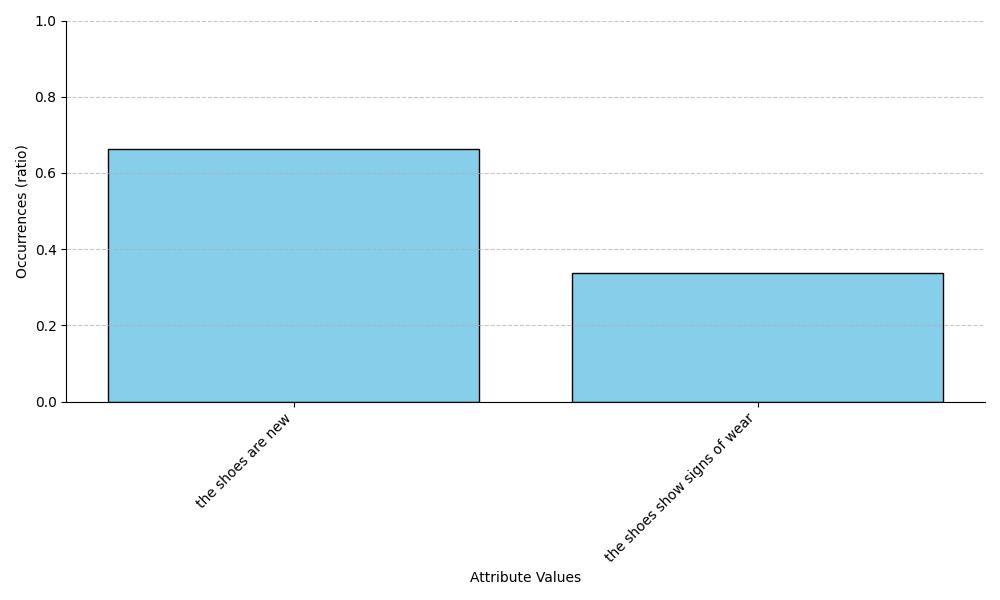 1.0
0.8
0.6
0.4
0.2
0.0
Occurrences (ratio)
the shoes are new
the shoes show signs of wear
Attribute Values